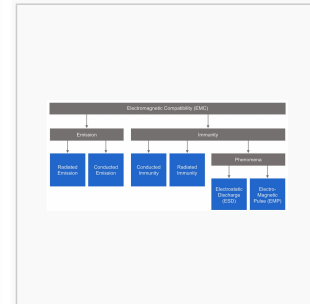 Electromagnetic Compatibility (EMC)
Emission
Immunity
Radiated
Emission
Conducted
Emission
Conducted
Immunity
Radiated
Immunity
Phenomena
Electrostatic
Discharge
(ESD)
Electro-
Magnetic
Pulse (EMP)